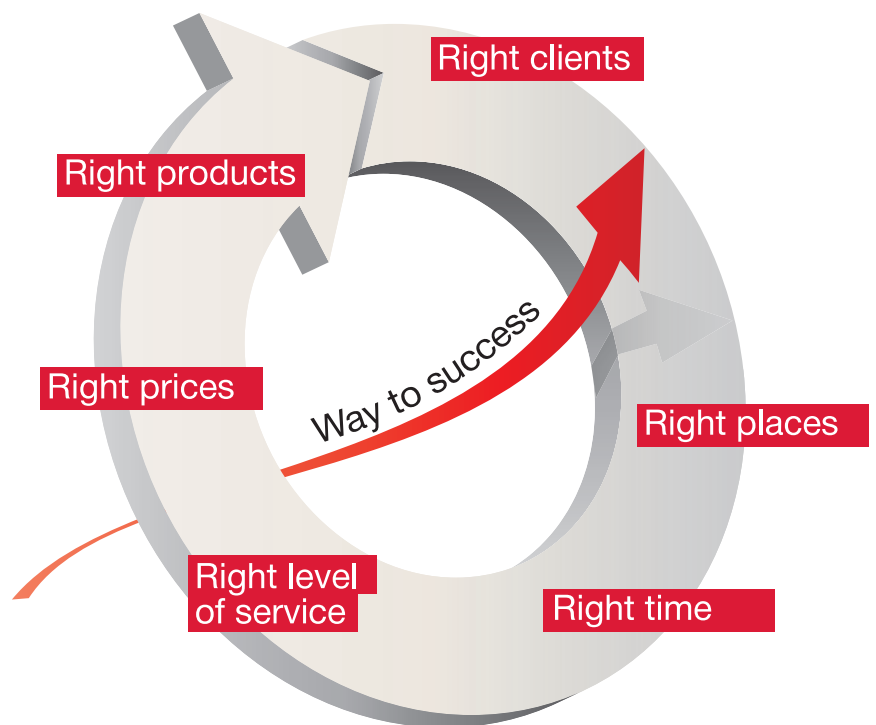 Right clients
Right products
Way to success
Right prices
Right places
Right level
of service
Right time